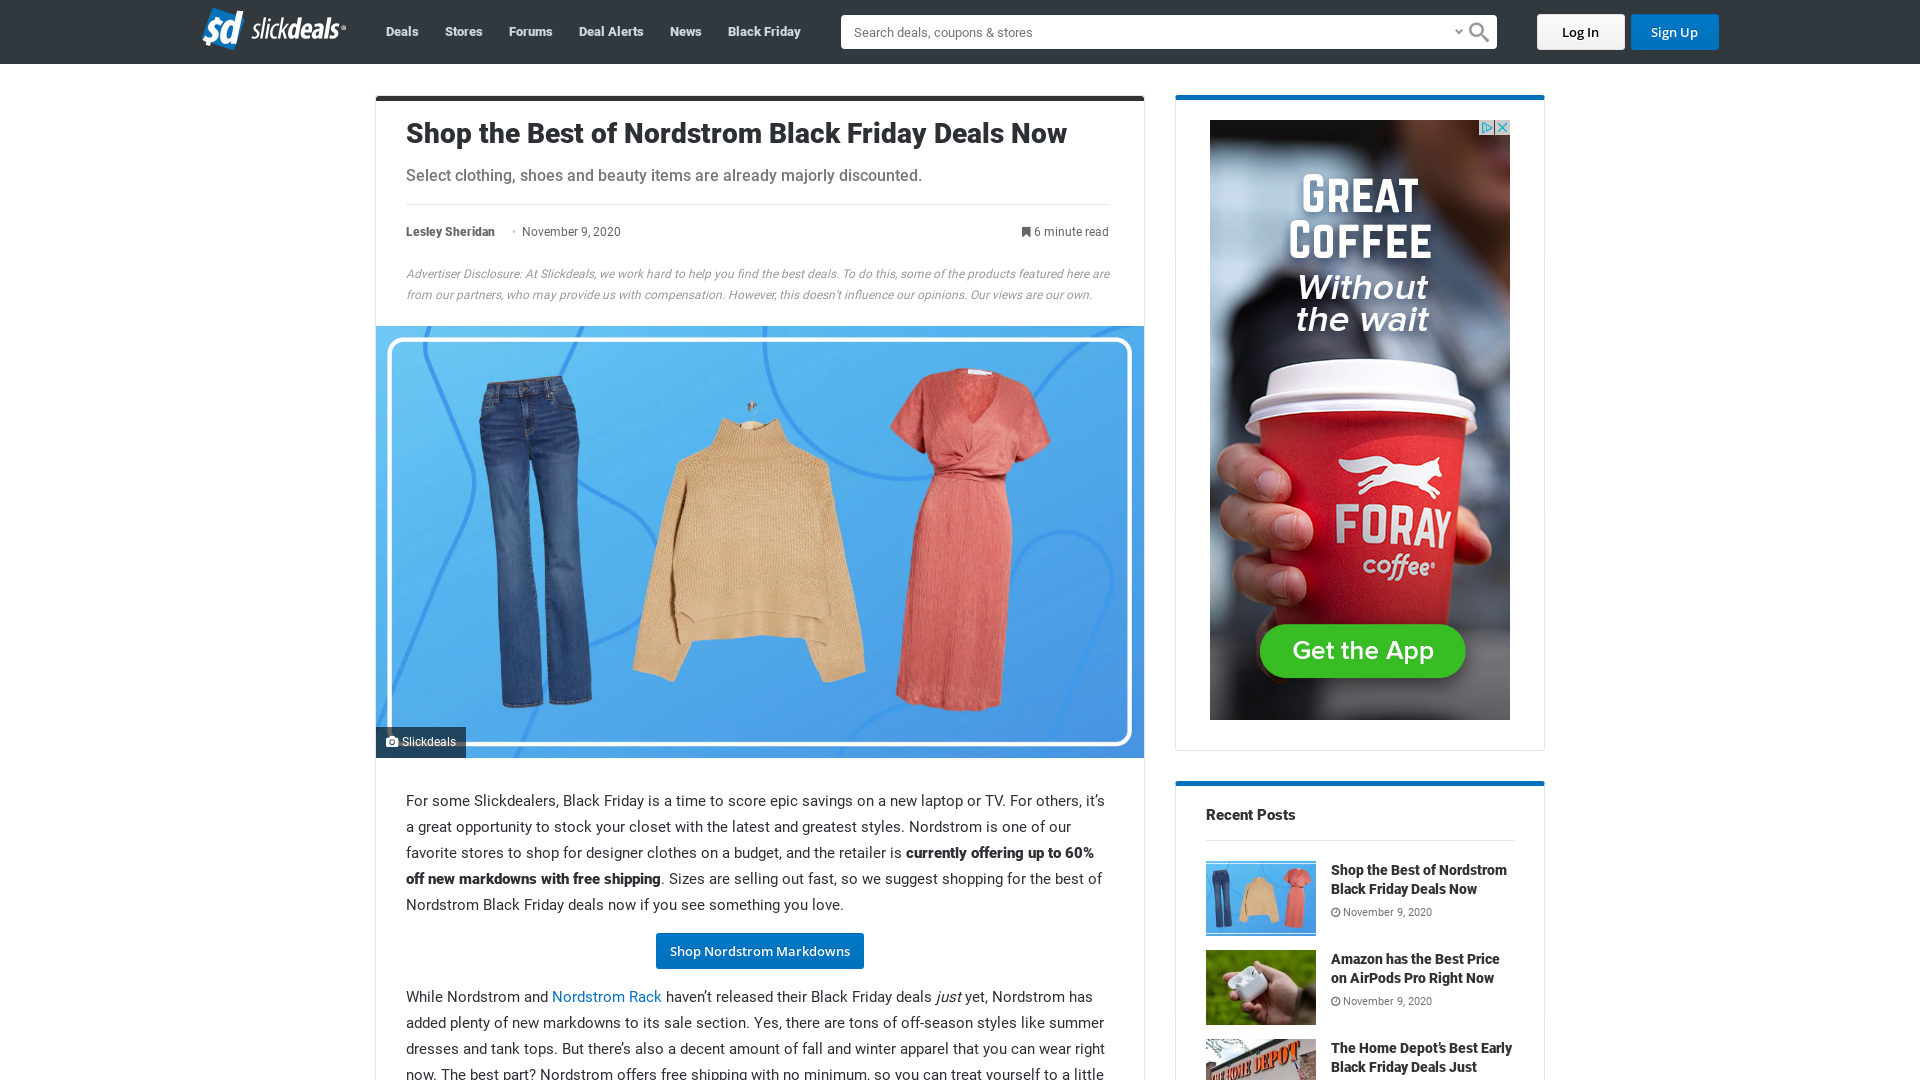 sd slickdeals®
Deals
Stores
Forums
Deal Alerts
News
Black Friday
Search deals, coupons & stores
Log In
Sign Up
Shop the Best of Nordstrom Black Friday Deals Now
Select clothing, shoes and beauty items are already majorly discounted.
Lesley Sheridan • November 9, 2020
6 minute read
Advertiser Disclosure: At Slickdeals, we work hard to help you find the best deals. To do this, some of the products featured here are
from our partners, who may provide us with compensation. However, this doesn’t influence our opinions. Our views are our own.
Slickdeals
For some Slickdealers, Black Friday is a time to score epic savings on a new laptop or TV. For others, it’s
a great opportunity to stock your closet with the latest and greatest styles. Nordstrom is one of our
favorite stores to shop for designer clothes on a budget, and the retailer is currently offering up to 60%
off new markdowns with free shipping. Sizes are selling out fast, so we suggest shopping for the best of
Nordstrom Black Friday deals now if you see something you love.
Shop Nordstrom Markdowns
While Nordstrom and Nordstrom Rack haven’t released their Black Friday deals just yet, Nordstrom has
added plenty of new markdowns to its sale section. Yes, there are tons of off-season styles like summer
dresses and tank tops. But there’s also a decent amount of fall and winter apparel that you can wear right
now. The best part? Nordstrom offers free shipping with no minimum, so you can treat yourself to a little
GREAT
COFFEE
Without
the wait
FORAY
coffee®
Get the App
Recent Posts
Shop the Best of Nordstrom
Black Friday Deals Now
November 9, 2020
Amazon has the Best Price
on AirPods Pro Right Now
November 9, 2020
THE HOME DEPOT
The Home Depot’s Best Early
Black Friday Deals Just